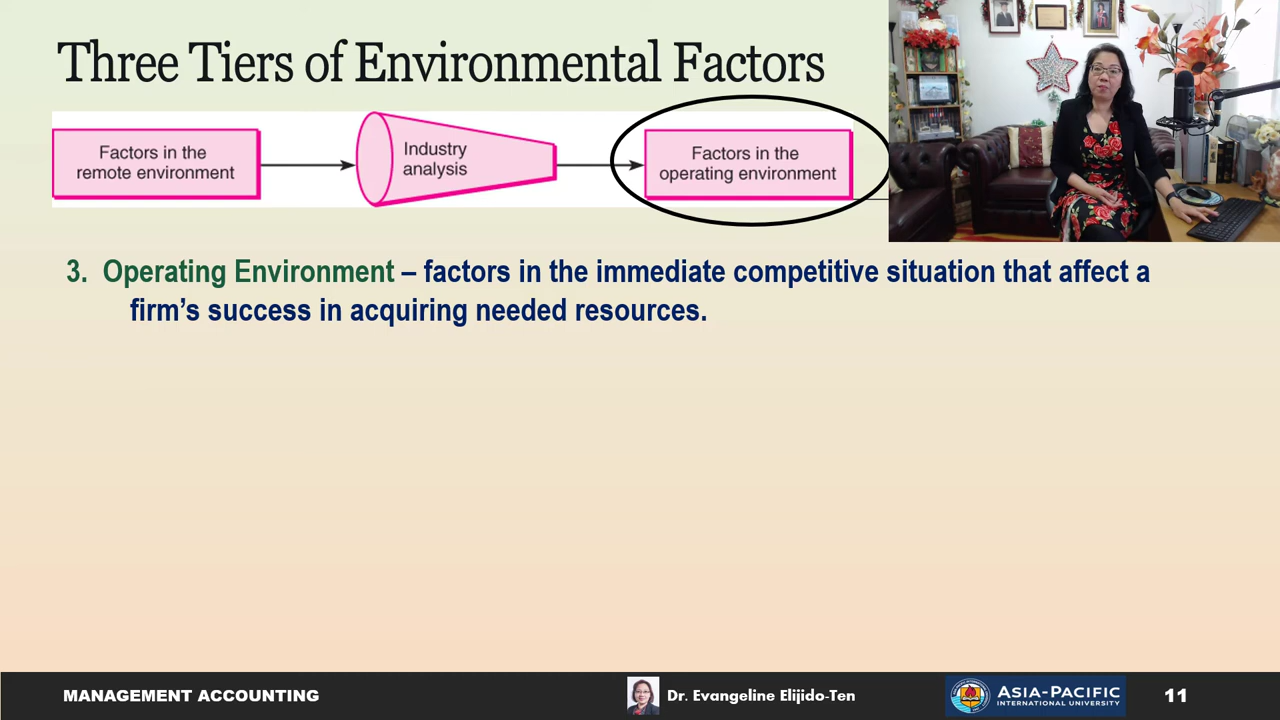 Three Tiers of Environmental Factors
Factors in the
remote environment
Industry
analysis
Factors in the
operating environment
3. Operating Environment – factors in the immediate competitive situation that affect a
firm's success in acquiring needed resources.
MANAGEMENT ACCOUNTING
Dr. Evangeline Elijido-Ten
ASIA-PACIFIC
INTERNATIONAL UNIVERSITY
11